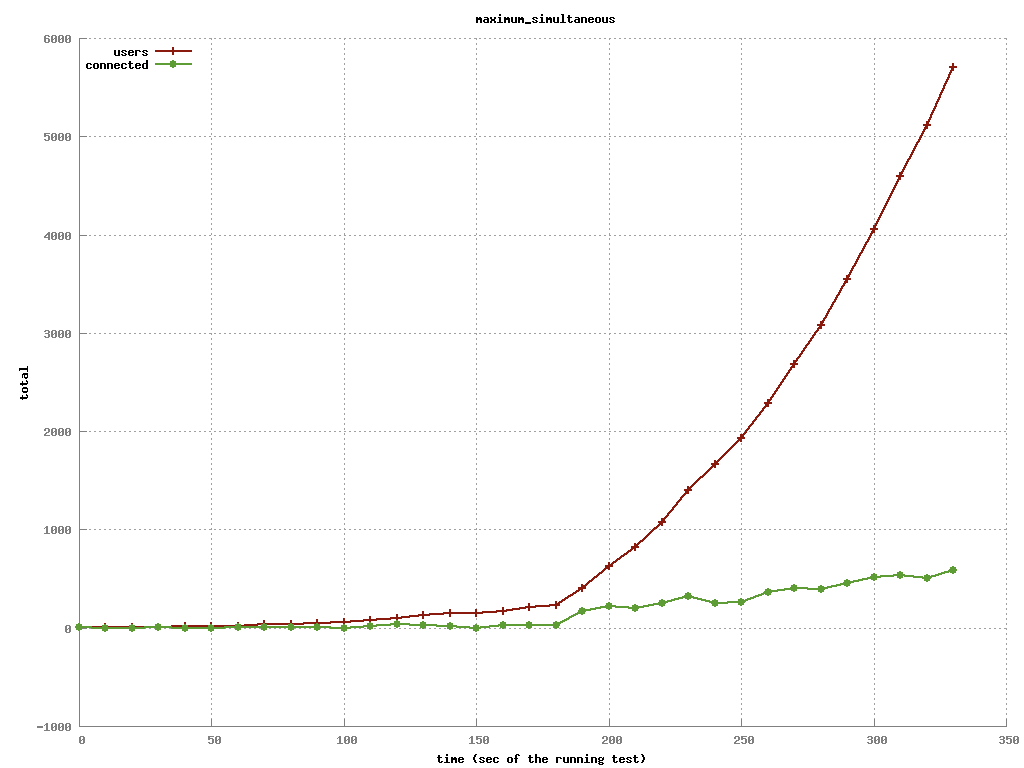 maximum_simultaneous
6000
users
connected
5000
4000
3000
total
2000
1000
0
-1000
0 50 100 150 200 250 300 350
time (sec of the running test)